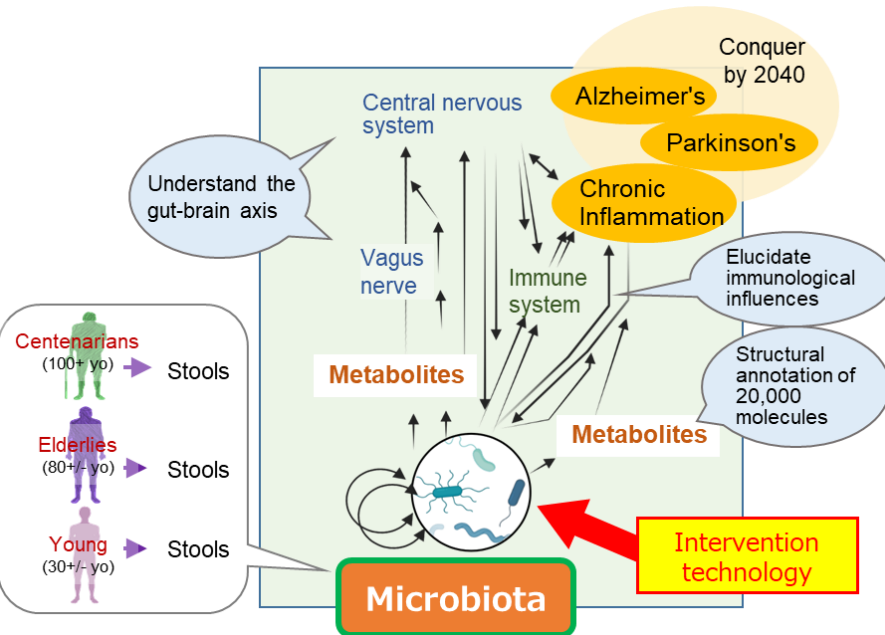 Conquer
by 2040
Alzheimer's
Parkinson's
Chronic
Inflammation
Central nervous
system
Understand the
gut-brain axis
Vagus
nerve
Immune
system
Elucidate
immunological
influences
Metabolites
Structural
annotation of
20,000
molecules
Metabolites
Centenarians
(100+ yo)
Stools
Elderlies
(80+/- yo)
Stools
Young
(30+/- yo)
Stools
Intervention
technology
Microbiota